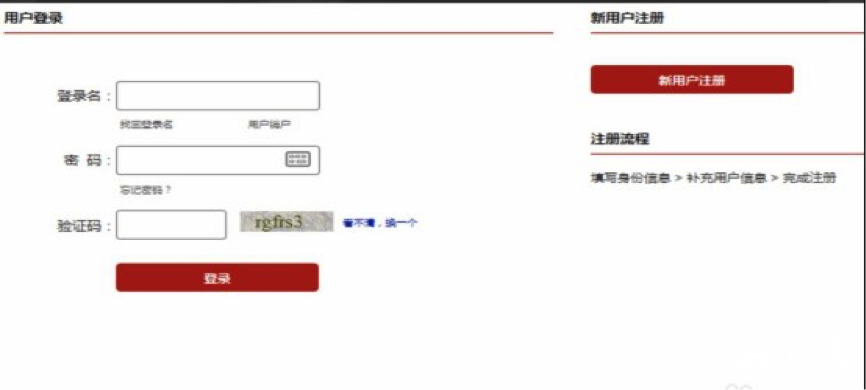 用户登录
登录名：
找回登录名
用户销户
密 码：
忘记密码？
验证码：
rgfrs3
看不清，换一个
登录
新用户注册
新用户注册
注册流程
填写身份信息 > 补充用户信息 > 完成注册